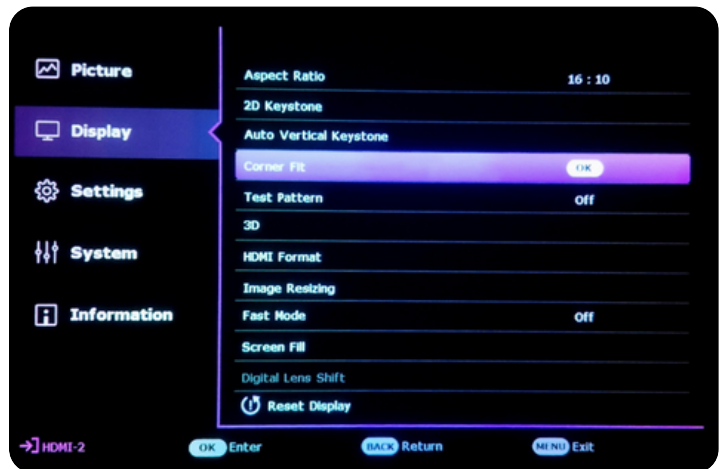 Picture
Display
Settings
System
Information
Aspect Ratio 16 : 10
2D Keystone
Auto Vertical Keystone
Corner Fit OK
Test Pattern Off
3D
HDMI Format
Image Resizing
Fast Mode Off
Screen Fill
Digital Lens Shift
Reset Display
HDMI-2 OK Enter BACK Return MENU Exit